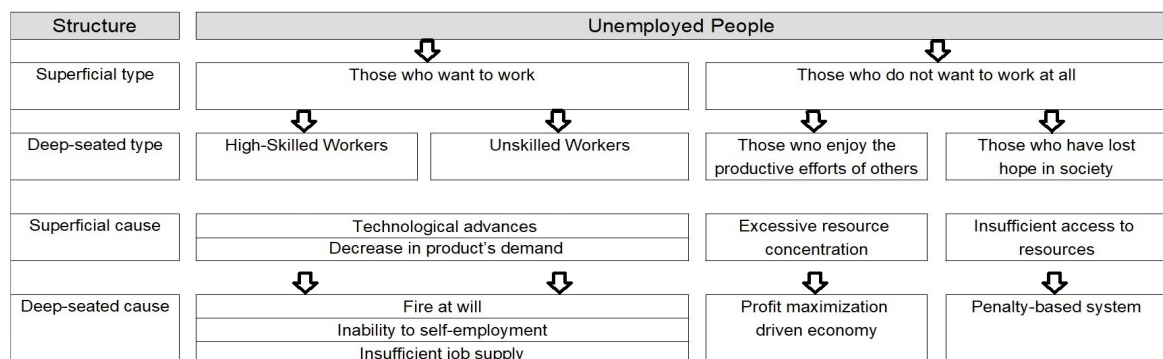 Structure
Unemployed People
Superficial type
Those who want to work
Those who do not want to work at all
Deep-seated type
High-Skilled Workers
Unskilled Workers
Those wno enjoy the
productive efforts of others
Those who have lost
hope in society
Superficial cause
Technological advances
Decrease in product's demand
Excessive resource
concentration
Insufficient access to
resources
Deep-seated cause
Fire at will
Inability to self-employment
Insufficient job supply
Profit maximization
driven economy
Penalty-based system